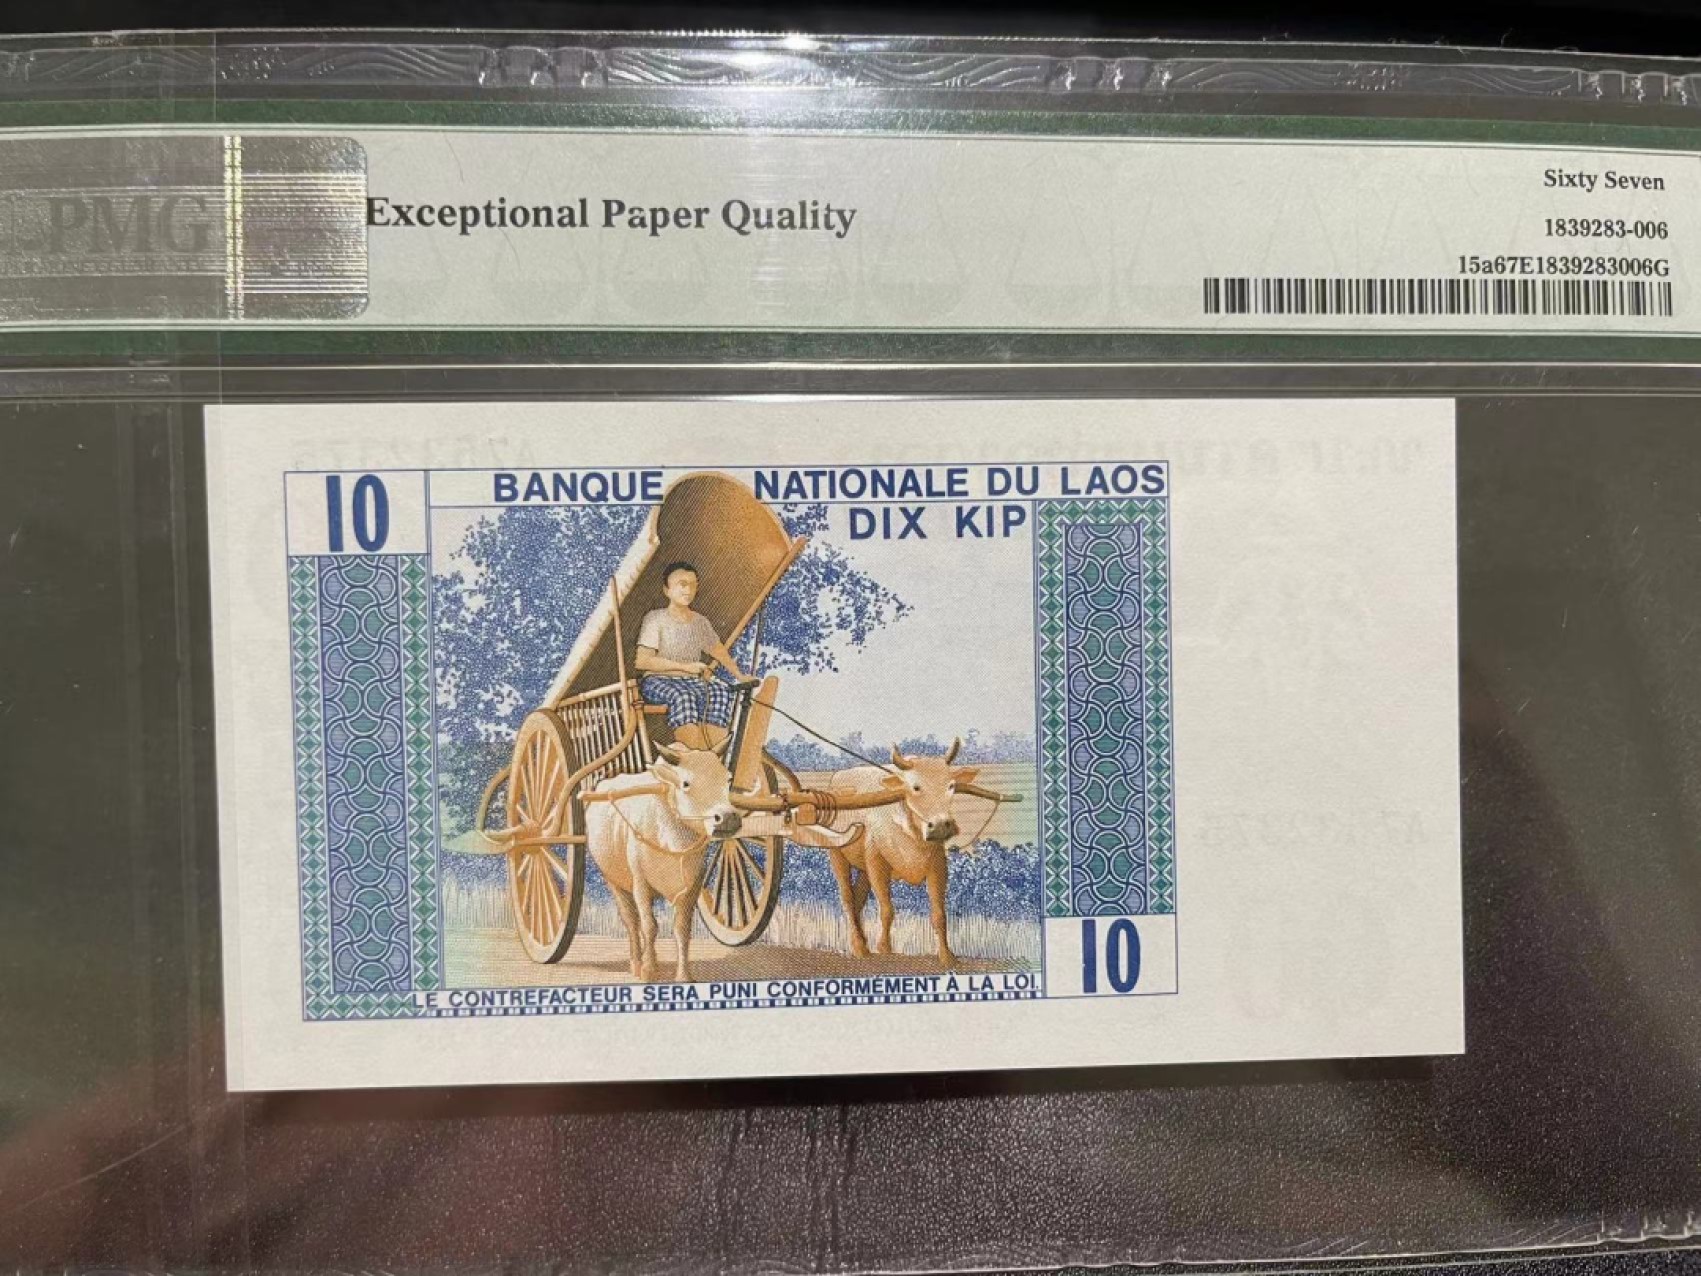 PMG
Exceptional Paper Quality
Sixty Seven
1839283-006
15a67E1839283006G
10
BANQUE NATIONALE DU LAOS
DIX KIP
10
LE CONTREFACTEUR SERA PUNI CONFORMÉMENT À LA LOI.